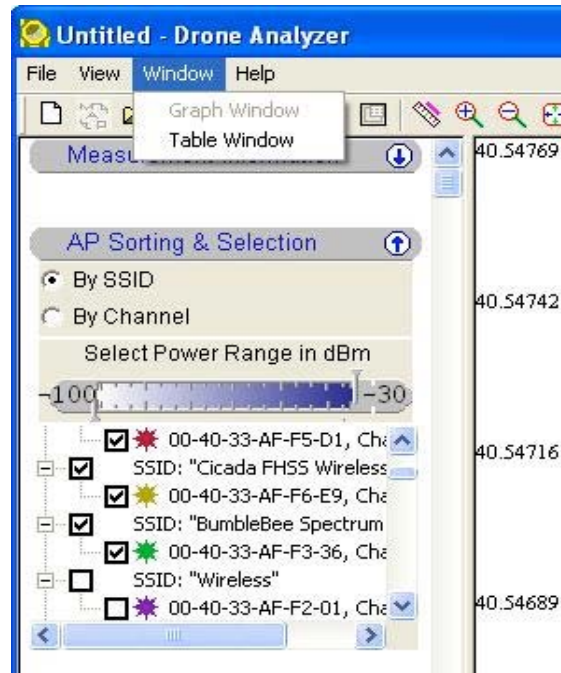 Untitled - Drone Analyzer
File View Window Help
Graph Window
Table Window
40.54769
AP Sorting & Selection
By SSID
By Channel
40.54742
Select Power Range in dBm
-100 -30
00-40-33-AF-F5-D1, Cha
40.54716
SSID: "Cicada FHSS Wireless
00-40-33-AF-F6-E9, Cha
SSID: "BumbleBee Spectrum
00-40-33-AF-F3-36, Cha
SSID: "Wireless"
00-40-33-AF-F2-01, Cha
40.54689